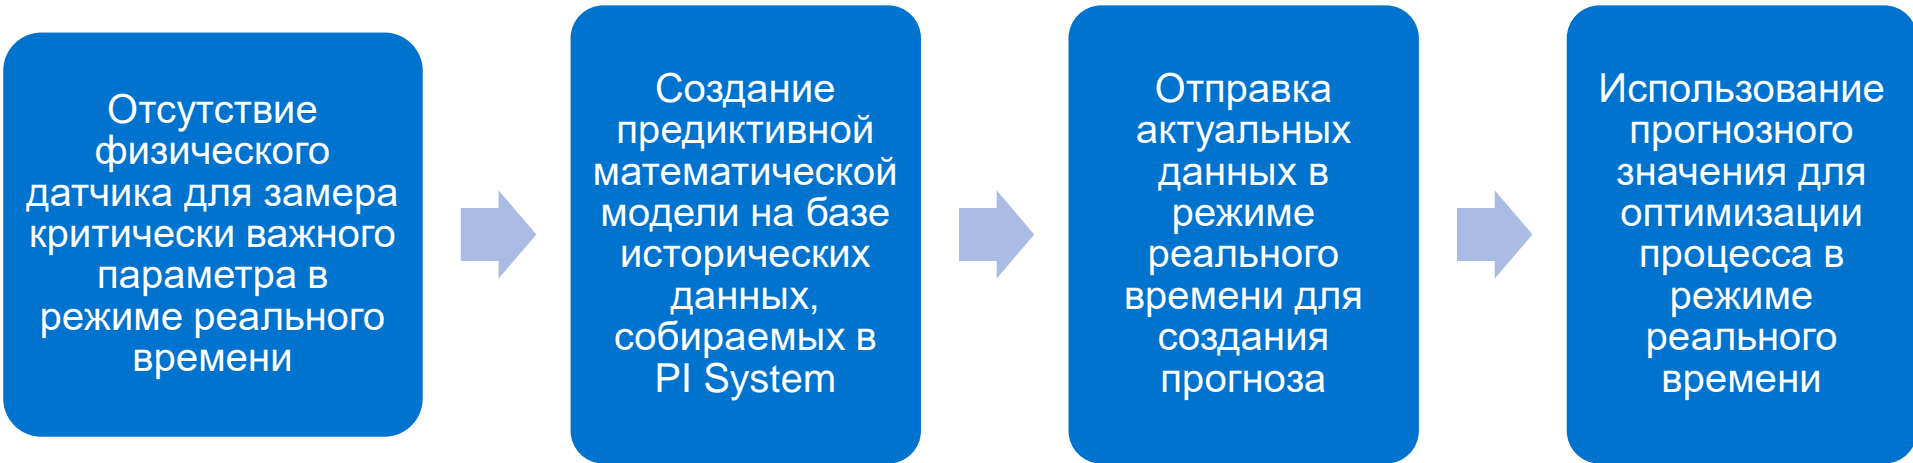 Отсутствие
физического
датчика для замера
критически важного
параметра в
режиме реального
времени
Создание
предиктивной
математической
модели на базе
исторических
данных,
собираемых в
PI System
Отправка
актуальных
данных в
режиме
реального
времени для
создания
прогноза
Использование
прогнозного
значения для
оптимизации
процесса в
режиме
реального
времени